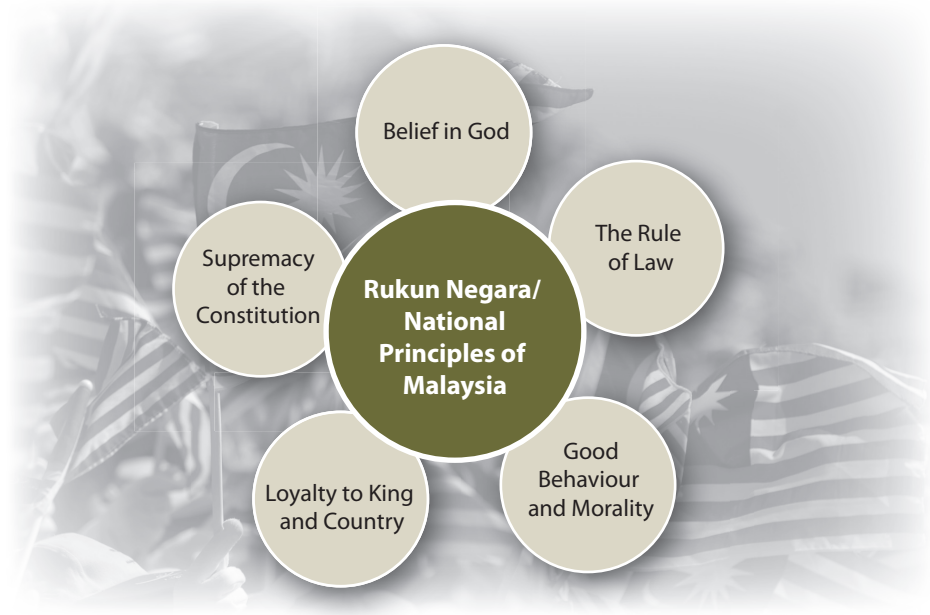 Belief in God
The Rule
of Law
Supremacy
of the
Constitution
Rukun Negara/
National
Principles of
Malaysia
Good
Behaviour
and Morality
Loyalty to King
and Country